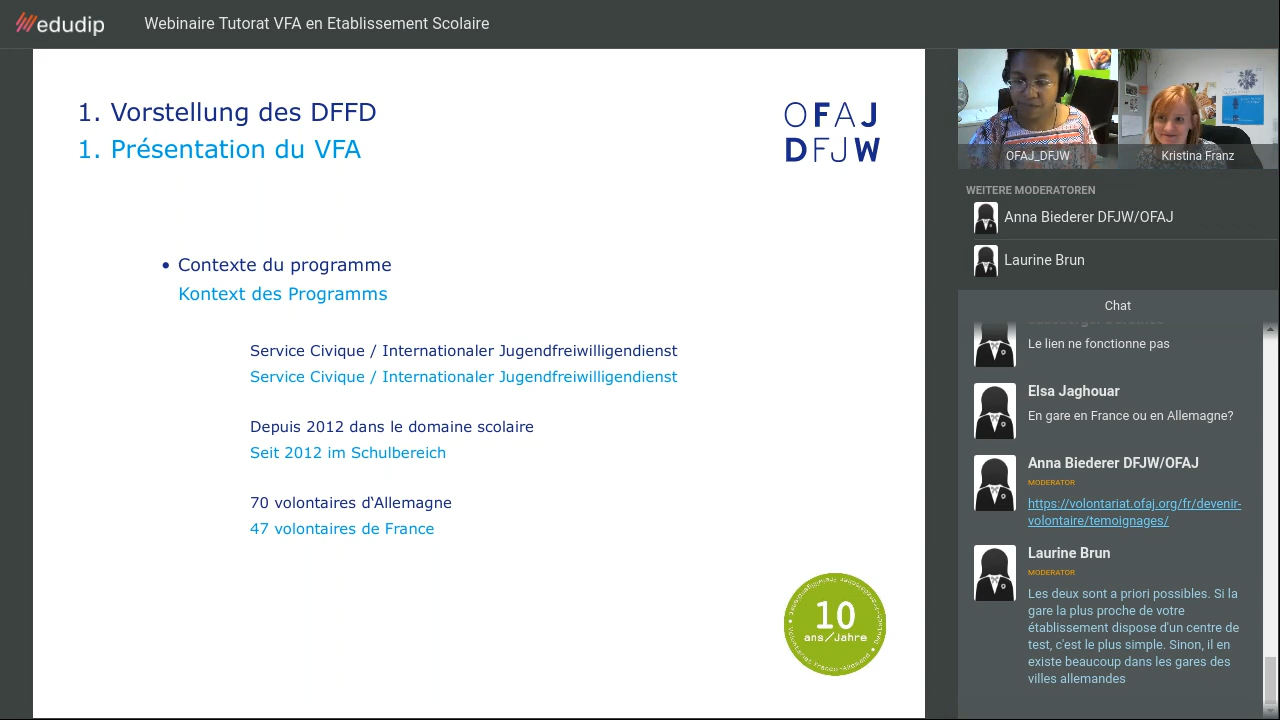 edudip
Webinaire Tutorat VFA en Etablissement Scolaire
1. Vorstellung des DFFD
1. Présentation du VFA
OFAJ
DFJW
• Contexte du programme
Kontext des Programms
Service Civique / Internationaler Jugendfreiwilligendienst
Service Civique / Internationaler Jugendfreiwilligendienst
Depuis 2012 dans le domaine scolaire
Seit 2012 im Schulbereich
70 volontaires d‘Allemagne
47 volontaires de France
10
ans/Jahre
OFAJ_DFJW
Kristina Franz
WEITERE MODERATOREN
Anna Biederer DFJW/OFAJ
Laurine Brun
Chat
Le lien ne fonctionne pas
Elsa Jaghouar
En gare en France ou en Allemagne?
Anna Biederer DFJW/OFAJ
MODERATOR
https://volontariat.ofaj.org/fr/devenir-
volontaire/temoignages/
Laurine Brun
MODERATOR
Les deux sont a priori possibles. Si la
gare la plus proche de votre
établissement dispose d'un centre de
test, c'est le plus simple. Sinon, il en
existe beaucoup dans les gares des
villes allemandes